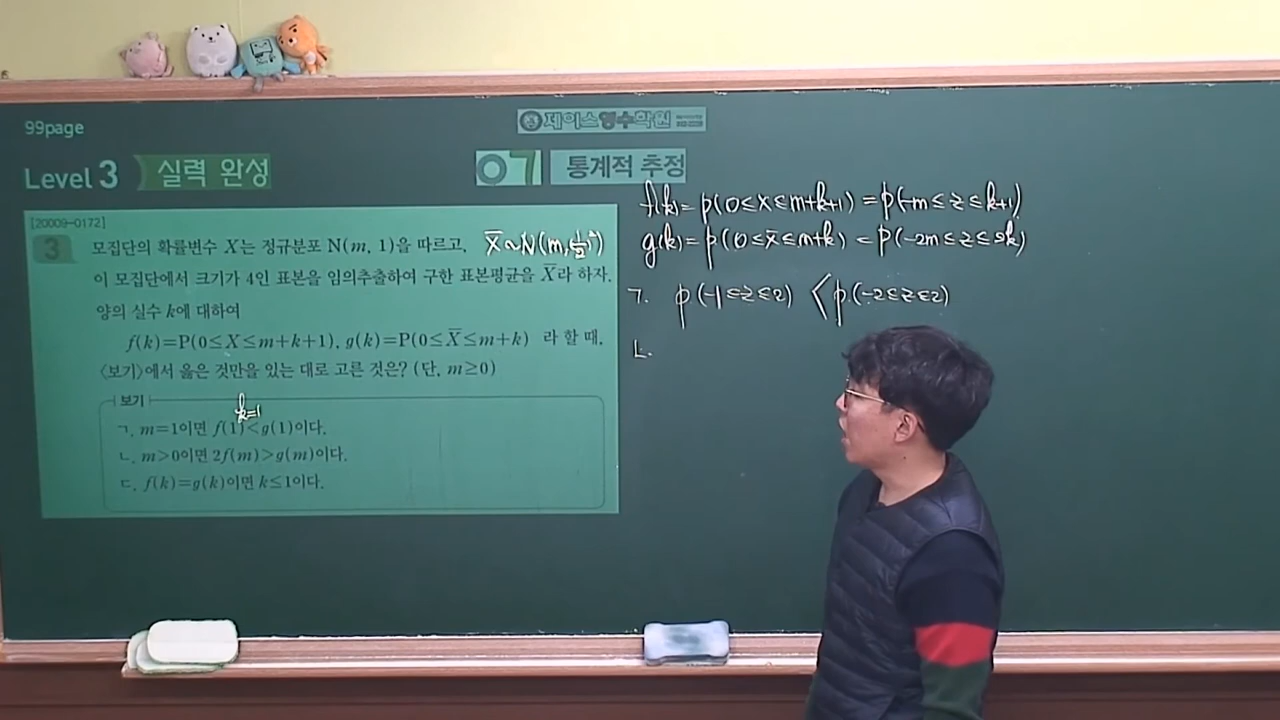 99page
제이스영수학원
Level 3 실력 완성
07 통계적 추정
[20009-0172]
3 모집단의 확률변수 X는 정규분포 N(m, 1)을 따르고, X̄~N(m, (1/2)²)
이 모집단에서 크기가 4인 표본을 임의추출하여 구한 표본평균을 X̄라 하자.
양의 실수 k에 대하여
f(k)=P(0≤X≤m+k+1), g(k)=P(0≤X̄≤m+k) 라 할 때,
〈보기〉에서 옳은 것만을 있는 대로 고른 것은? (단, m≥0)
보기
k=1
ㄱ. m=1이면 f(1)<g(1)이다.
ㄴ. m>0이면 2f(m)>g(m)이다.
ㄷ. f(k)=g(k)이면 k≤1이다.
f(k)=p(0≤X≤m+k+1)=p(-m≤z≤k+1)
g(k)=p(0≤X̄≤m+k)=p(-2m≤z≤2k)
ㄱ. p(-1≤z≤2) < p(-2≤z≤2)
ㄴ.